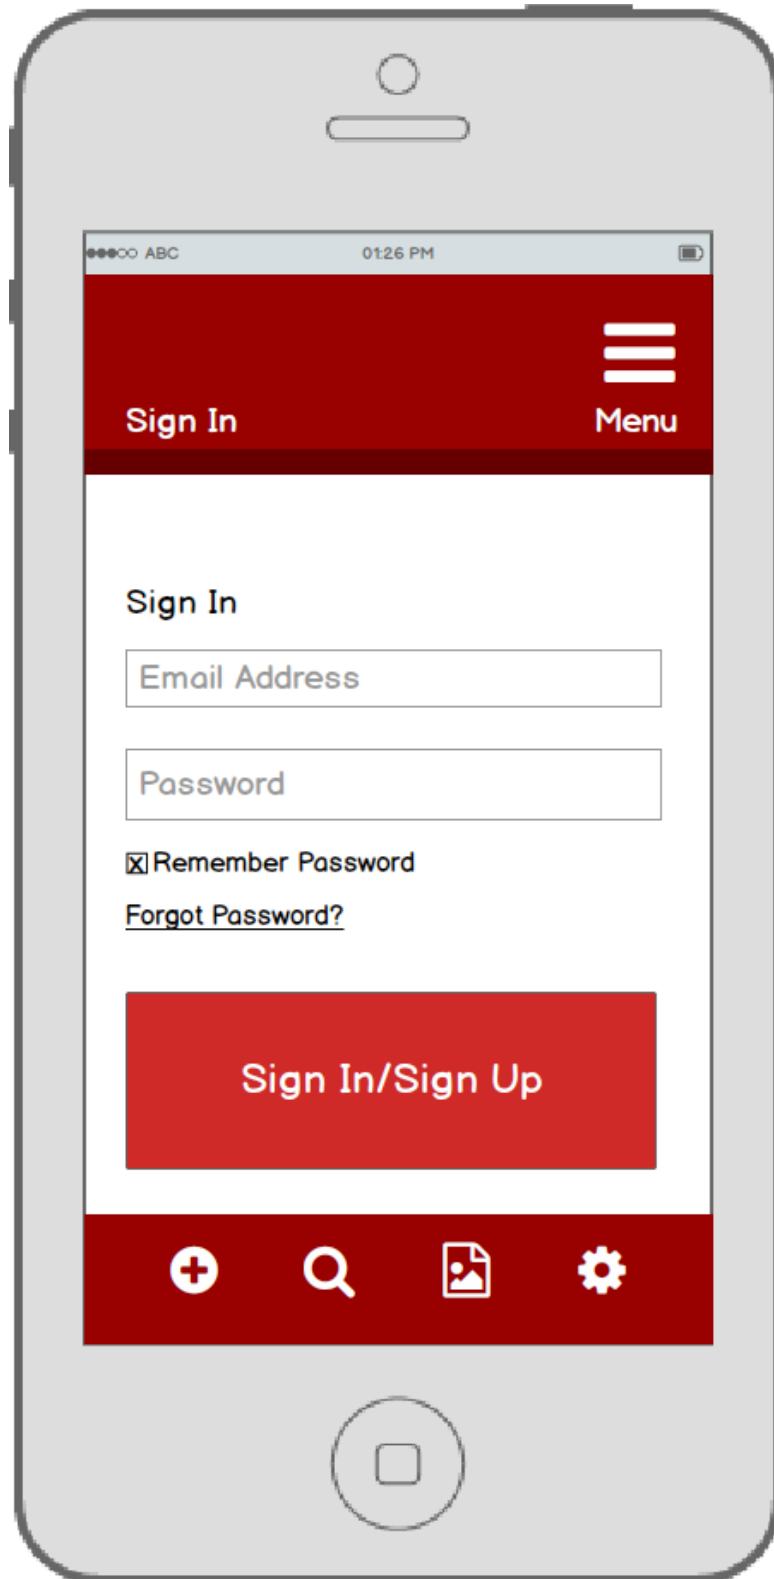 ABC 01:26 PM
Sign In Menu
Sign In
Email Address
Password
Remember Password
Forgot Password?
Sign In/Sign Up